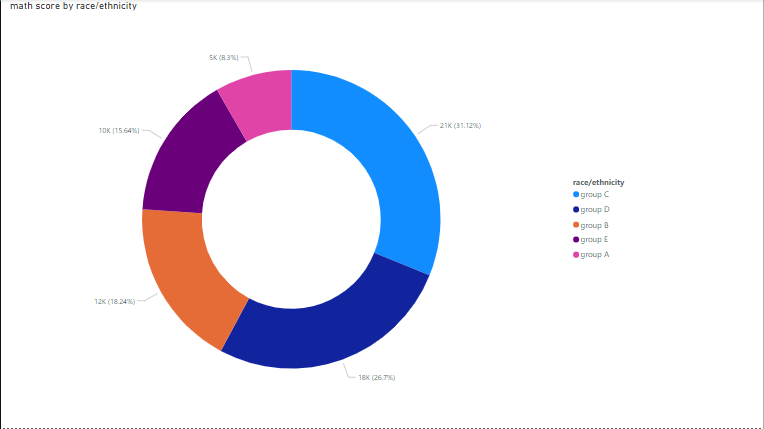 math score by race/ethnicity
5K (8.3%)
21K (31.12%)
10K (15.64%)
12K (18.24%)
18K (26.7%)
race/ethnicity
group C
group D
group B
group E
group A